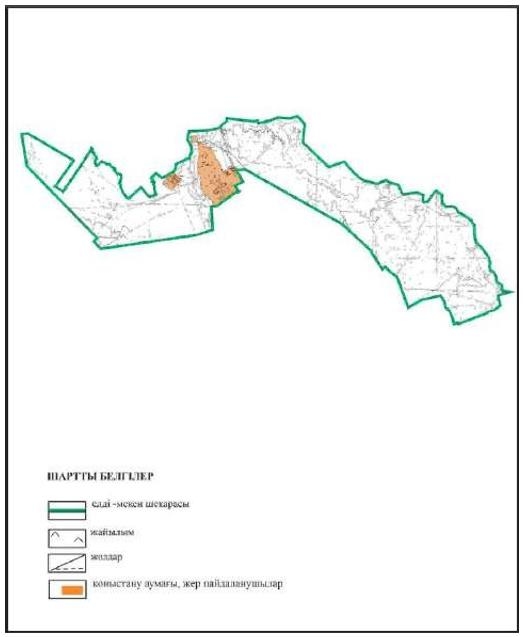 ШАРТТЫ БЕЛГІЛЕР
елді -мекен шекарасы
жайылым
жолдар
қоныстану аумағы, жер пайдаланушылар